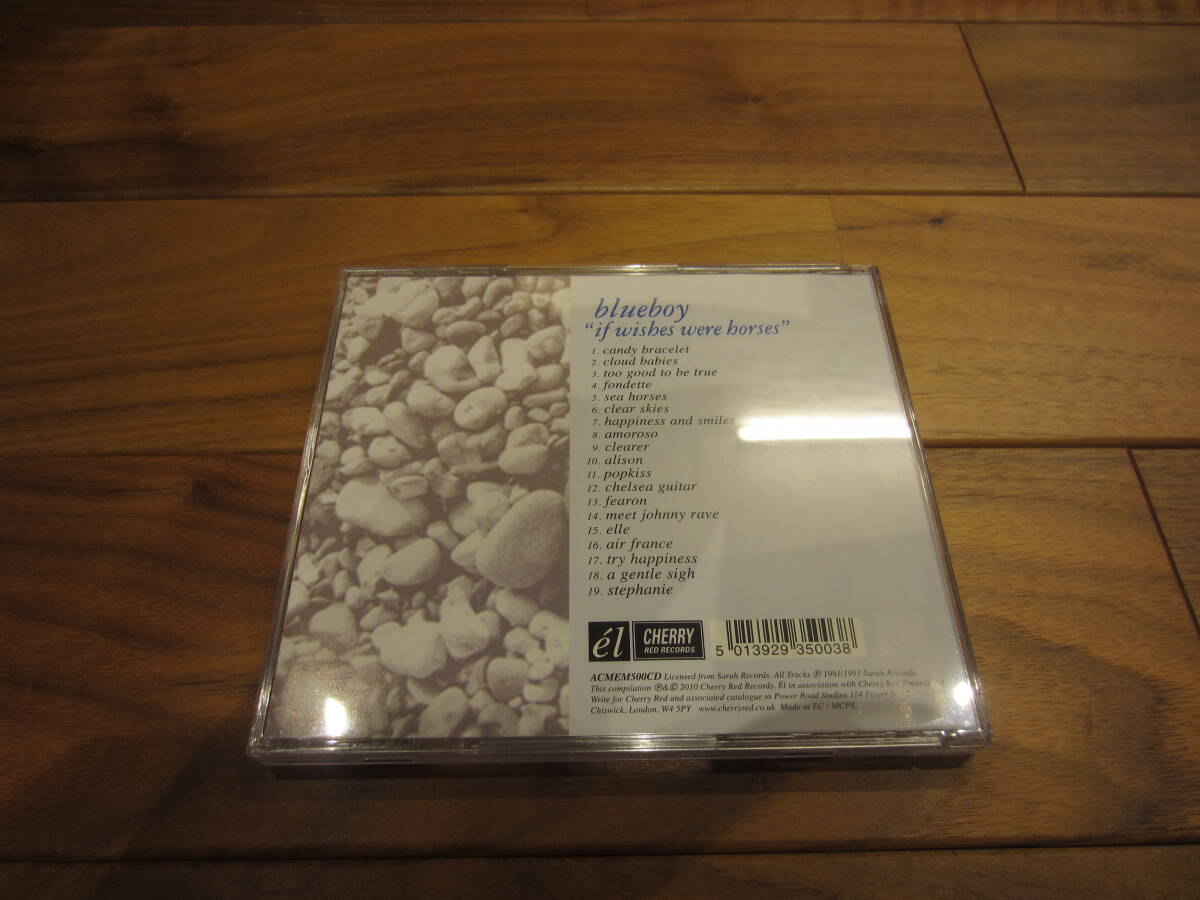 blueboy
“if wishes were horses”
1. candy bracelet
2. cloud babies
3. too good to be true
4. fondette
5. sea horses
6. clear skies
7. happiness and smiles
8. amoroso
9. clearer
10. alison
11. popkiss
12. chelsea guitar
13. fearon
14. meet johnny rave
15. elle
16. air france
17. try happiness
18. a gentle sigh
19. stephanie
él
CHERRY
RED RECORDS
5 013929 350038
ACMEM500CD Licensed from Sarah Records. All Tracks ℗ 1991/1993 Sarah Records.
This compilation ℗&© 2010 Cherry Red Records. Él in association with Cherry Red Records
Write for Cherry Red and associated catalogue to Power Road Studios 114 Power
Chiswick, London, W4 5PY www.cherryred.co.uk Made in EC / MCPS.